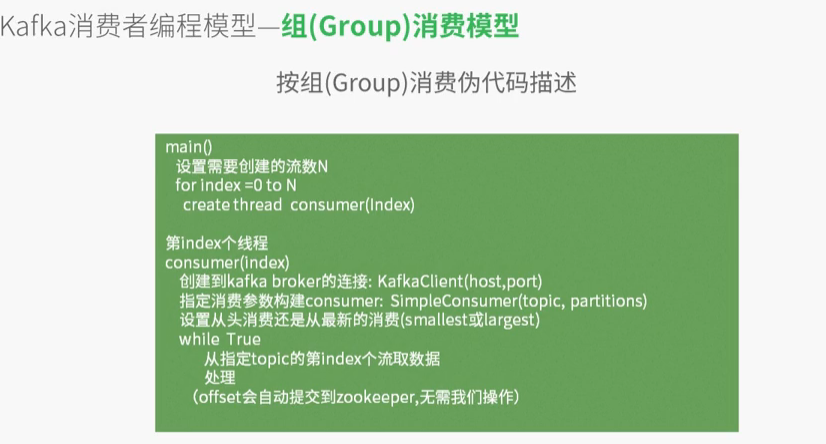 Kafka消费者编程模型—组(Group)消费模型
按组(Group)消费伪代码描述
main()
设置需要创建的流数N
for index =0 to N
create thread consumer(Index)
第index个线程
consumer(index)
创建到kafka broker的连接: KafkaClient(host,port)
指定消费参数构建consumer: SimpleConsumer(topic, partitions)
设置从头消费还是从最新的消费(smallest或largest)
while True
从指定topic的第index个流取数据
处理
（offset会自动提交到zookeeper,无需我们操作）